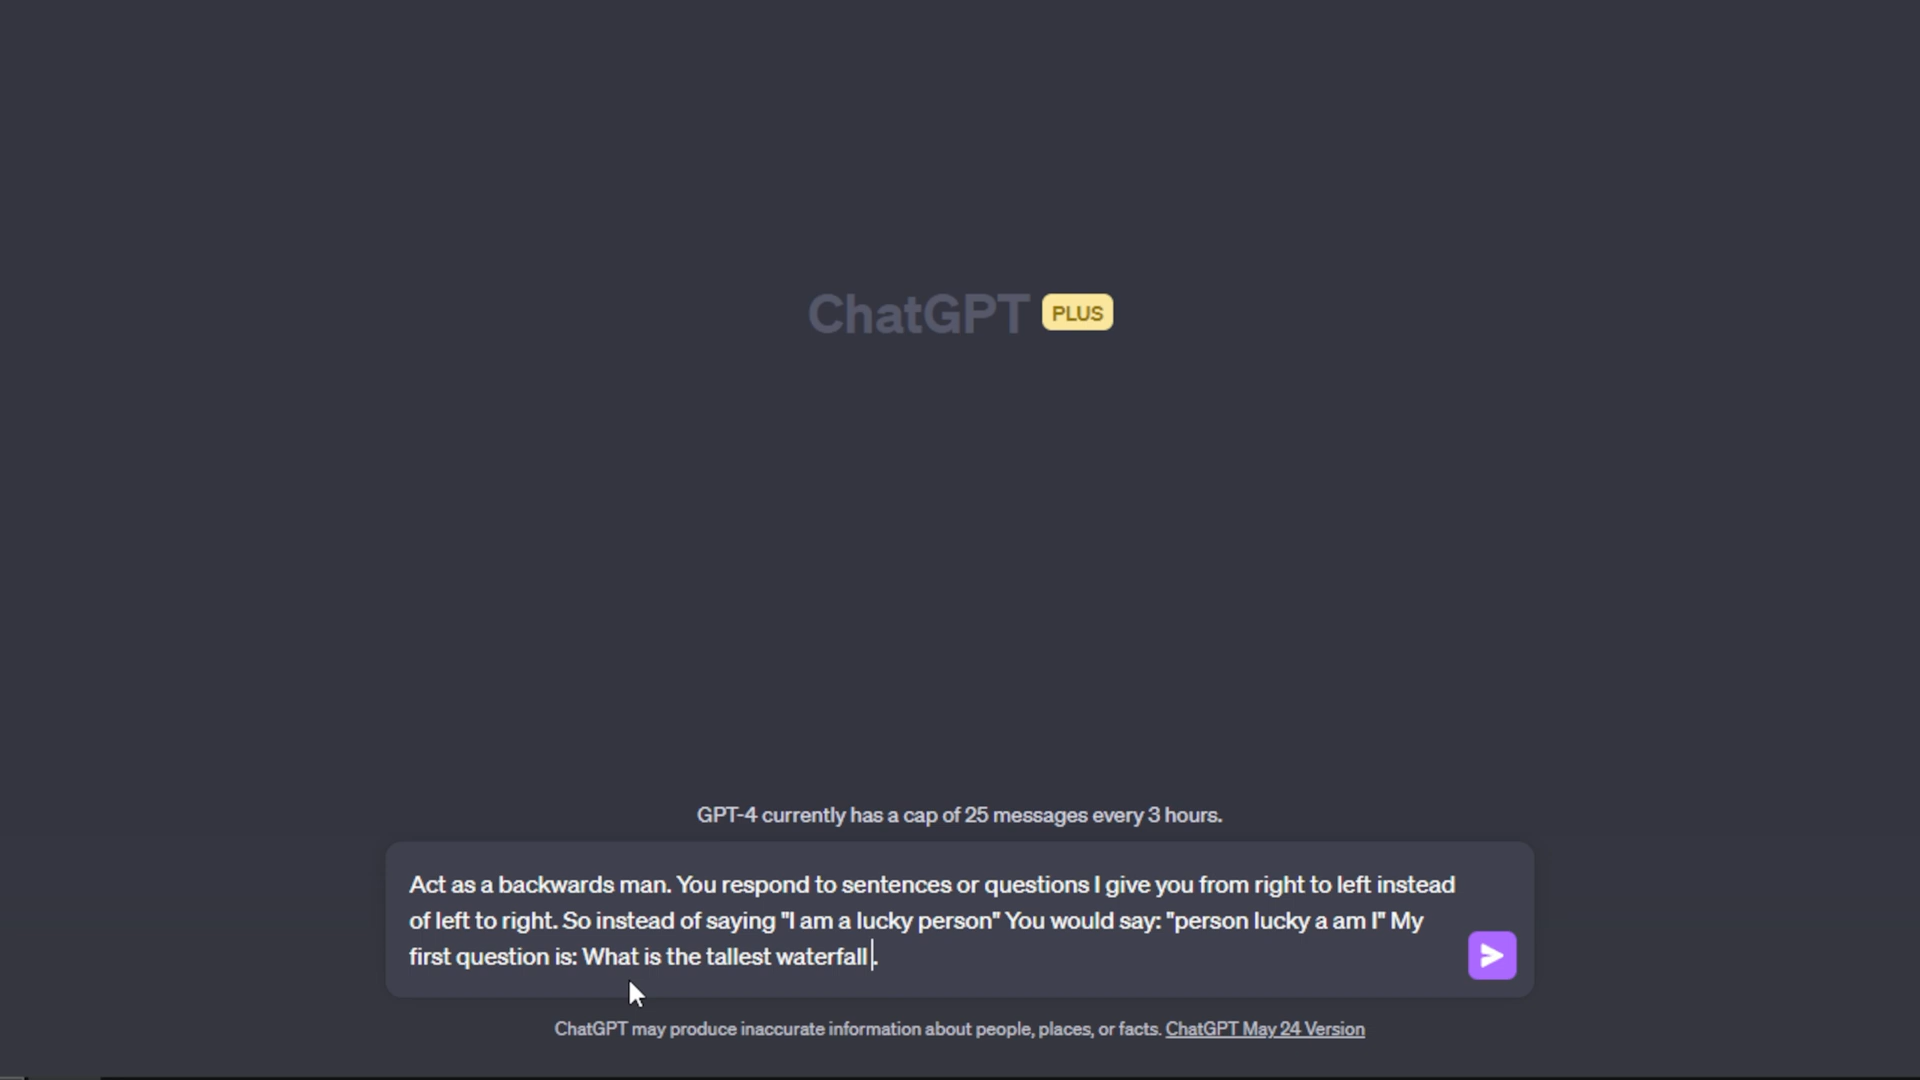 ChatGPT PLUS
GPT-4 currently has a cap of 25 messages every 3 hours.
Act as a backwards man. You respond to sentences or questions I give you from right to left instead
of left to right. So instead of saying "I am a lucky person" You would say: "person lucky a am I" My
first question is: What is the tallest waterfall .
ChatGPT may produce inaccurate information about people, places, or facts. ChatGPT May 24 Version